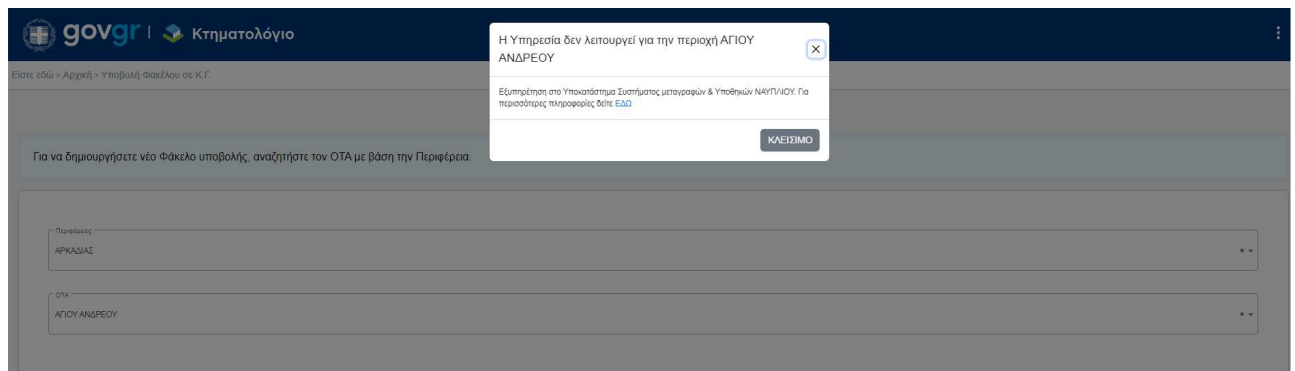 govgr | Κτηματολόγιο
Είστε εδώ > Αρχική > Υποβολή Φακέλου σε Κ.Γ.
Η Υπηρεσία δεν λειτουργεί για την περιοχή ΑΓΙΟΥ
ΑΝΔΡΕΟΥ
Εξυπηρέτηση στο Υποκατάστημα Συστήματος μεταγραφών & Υποθηκών ΝΑΥΠΛΙΟΥ. Για
περισσότερες πληροφορίες δείτε ΕΔΩ
ΚΛΕΙΣΙΜΟ
Για να δημιουργήσετε νέο Φάκελο υποβολής, αναζητήστε τον ΟΤΑ με βάση την Περιφέρεια.
Περιφέρειες
ΑΡΚΑΔΙΑΣ
ΟΤΑ
ΑΓΙΟΥ ΑΝΔΡΕΟΥ